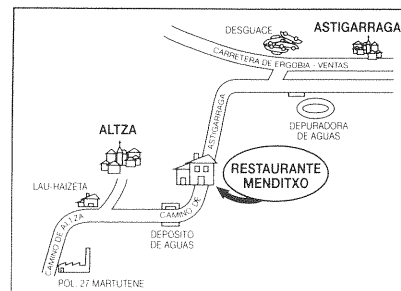 DESGUACE
ASTIGARRAGA
CARRETERA DE ERGOBIA - VENTAS
ASTIGARRAGA
DEPURADORA
DE AGUAS
ALTZA
RESTAURANTE
MENDITXO
LAU-HAIZETA
CAMINO DE
DEPOSITO
DE AGUAS
CAMINO DE ALTZA
POL. 27 MARTUTENE